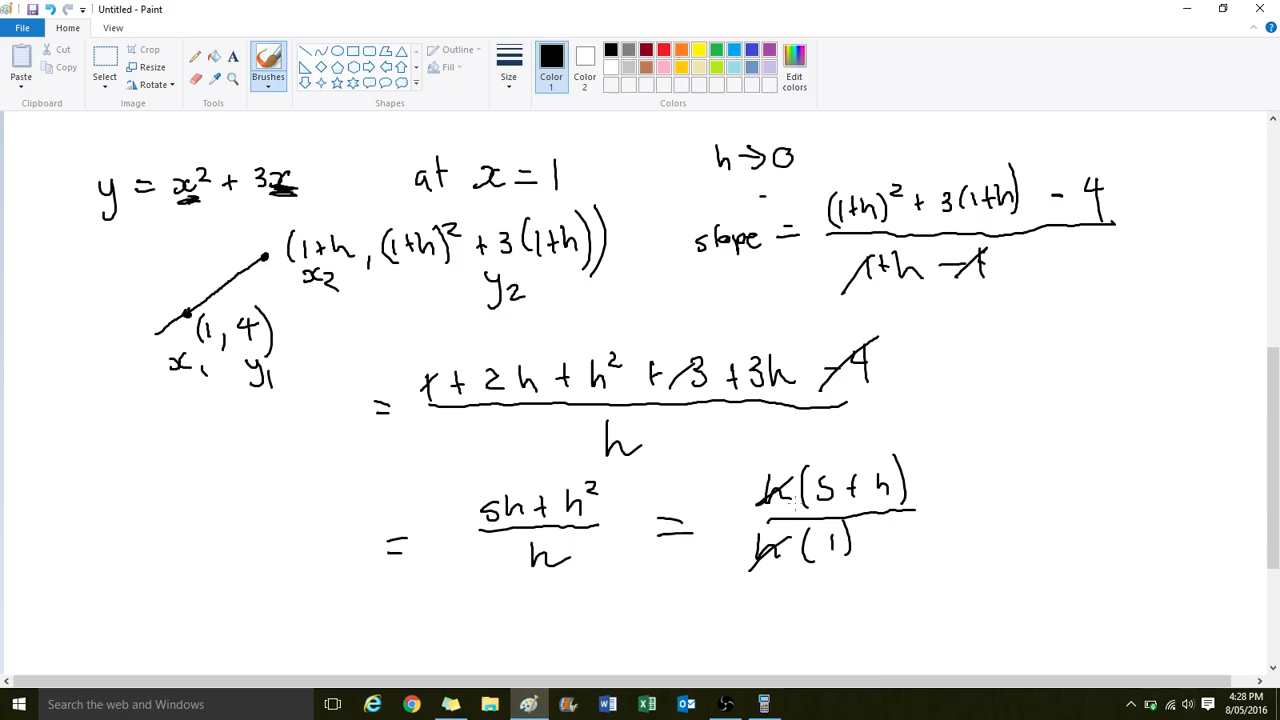 Untitled - Paint
File Home View
Paste Cut Copy Clipboard
Select Crop Resize Rotate Image
Tools
Brushes
Outline Fill Shapes
Size
Color 1 Color 2 Edit colors Colors
h → 0
y = x² + 3x at x = 1
slope = ((1+h)² + 3(1+h) - 4) / (1+h - 1)
(1+h, (1+h)² + 3(1+h))
x₂ y₂
(1, 4)
x₁ y₁
= (1 + 2h + h² + 3 + 3h - 4) / h
= (5h + h²) / h = h(5 + h) / h(1)
Search the web and Windows
4:28 PM
8/05/2016